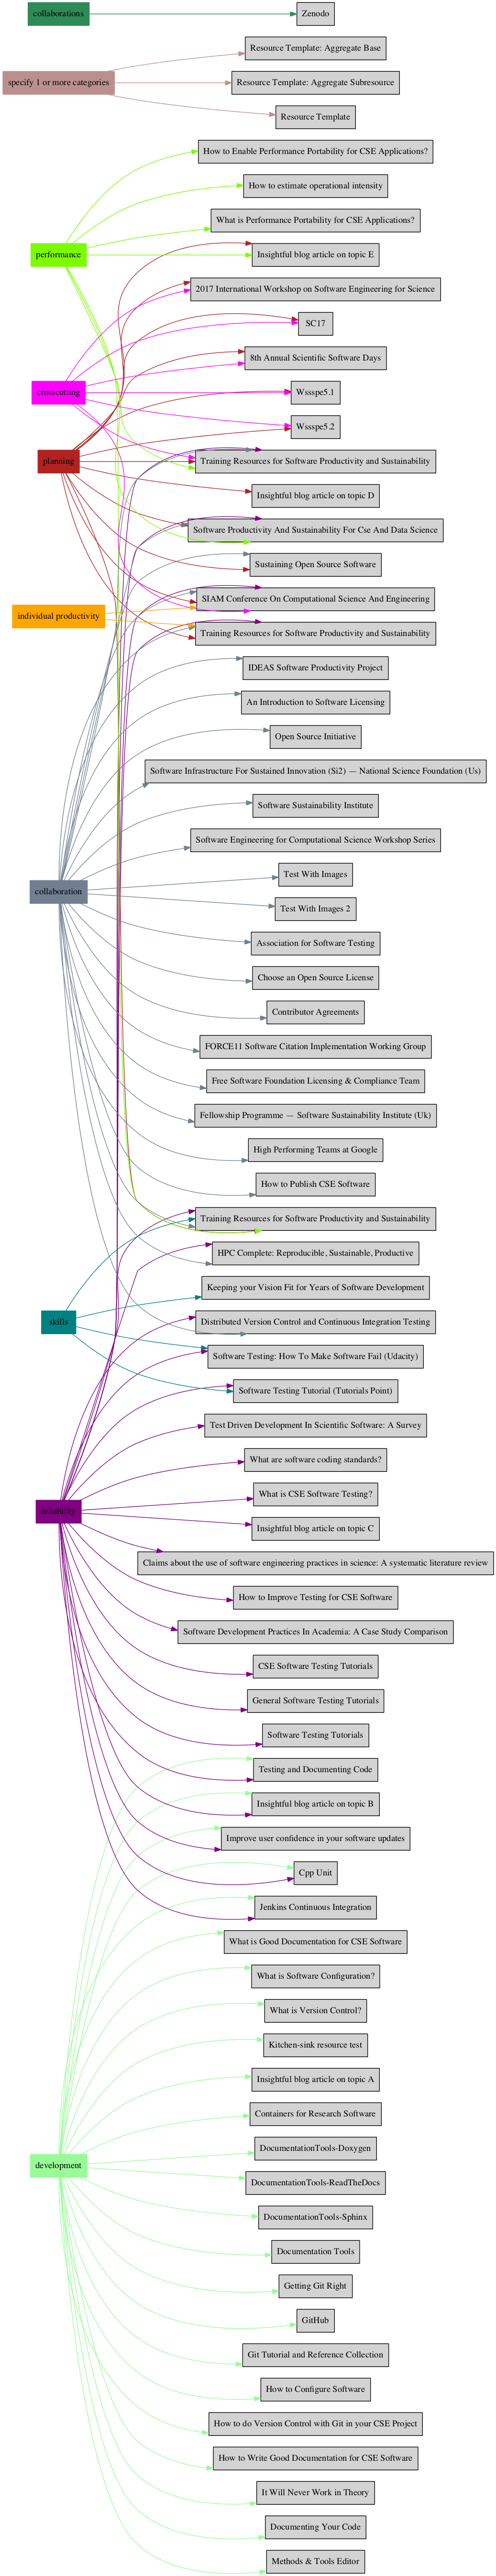 collaborations
Zenodo
Resource Template: Aggregate Base
specify 1 or more categories
Resource Template: Aggregate Subresource
Resource Template
How to Enable Performance Portability for CSE Applications?
How to estimate operational intensity
What is Performance Portability for CSE Applications?
performance
Insightful blog article on topic E
2017 International Workshop on Software Engineering for Science
SC17
8th Annual Scientific Software Days
crosscutting
Wssspe5.1
Wssspe5.2
planning
Training Resources for Software Productivity and Sustainability
Insightful blog article on topic D
Software Productivity And Sustainability For Cse And Data Science
Sustaining Open Source Software
SIAM Conference On Computational Science And Engineering
individual productivity
Training Resources for Software Productivity and Sustainability
IDEAS Software Productivity Project
An Introduction to Software Licensing
Open Source Initiative
Software Infrastructure For Sustained Innovation (Si2) — National Science Foundation (Us)
Software Sustainability Institute
Software Engineering for Computational Science Workshop Series
Test With Images
collaboration
Test With Images 2
Association for Software Testing
Choose an Open Source License
Contributor Agreements
FORCE11 Software Citation Implementation Working Group
Free Software Foundation Licensing & Compliance Team
Fellowship Programme — Software Sustainability Institute (Uk)
High Performing Teams at Google
How to Publish CSE Software
Training Resources for Software Productivity and Sustainability
HPC Complete: Reproducible, Sustainable, Productive
Keeping your Vision Fit for Years of Software Development
skills
Distributed Version Control and Continuous Integration Testing
Software Testing: How To Make Software Fail (Udacity)
Software Testing Tutorial (Tutorials Point)
Test Driven Development In Scientific Software: A Survey
What are software coding standards?
What is CSE Software Testing?
reliability
Insightful blog article on topic C
Claims about the use of software engineering practices in science: A systematic literature review
How to Improve Testing for CSE Software
Software Development Practices In Academia: A Case Study Comparison
CSE Software Testing Tutorials
General Software Testing Tutorials
Software Testing Tutorials
Testing and Documenting Code
Insightful blog article on topic B
Improve user confidence in your software updates
Cpp Unit
Jenkins Continuous Integration
What is Good Documentation for CSE Software
What is Software Configuration?
What is Version Control?
Kitchen-sink resource test
Insightful blog article on topic A
Containers for Research Software
DocumentationTools-Doxygen
development
DocumentationTools-ReadTheDocs
DocumentationTools-Sphinx
Documentation Tools
Getting Git Right
GitHub
Git Tutorial and Reference Collection
How to Configure Software
How to do Version Control with Git in your CSE Project
How to Write Good Documentation for CSE Software
It Will Never Work in Theory
Documenting Your Code
Methods & Tools Editor